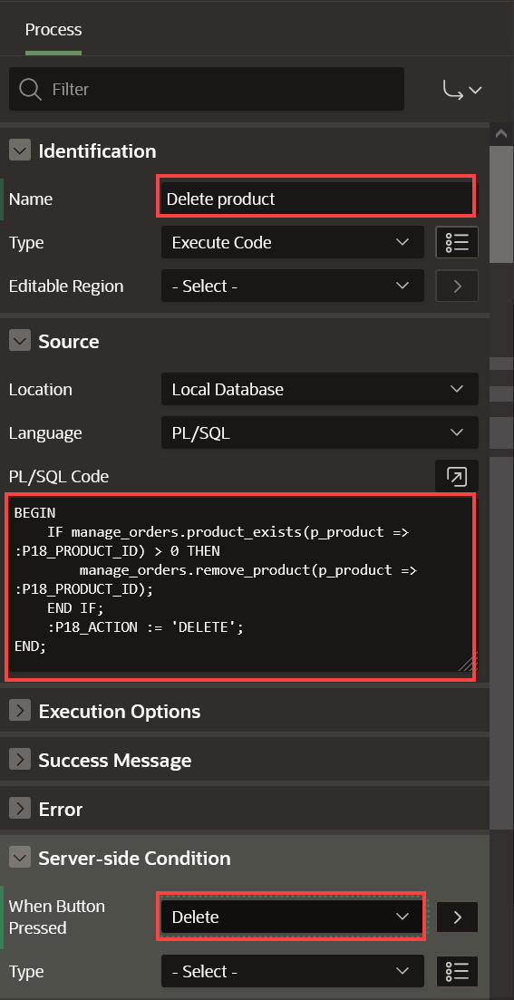 Process
Filter
Identification
Name
Delete product
Type
Execute Code
Editable Region
- Select -
Source
Location
Local Database
Language
PL/SQL
PL/SQL Code
BEGIN
    IF manage_orders.product_exists(p_product =>
:P18_PRODUCT_ID) > 0 THEN
        manage_orders.remove_product(p_product =>
:P18_PRODUCT_ID);
    END IF;
    :P18_ACTION := 'DELETE';
END;
Execution Options
Success Message
Error
Server-side Condition
When Button
Pressed
Delete
Type
- Select -